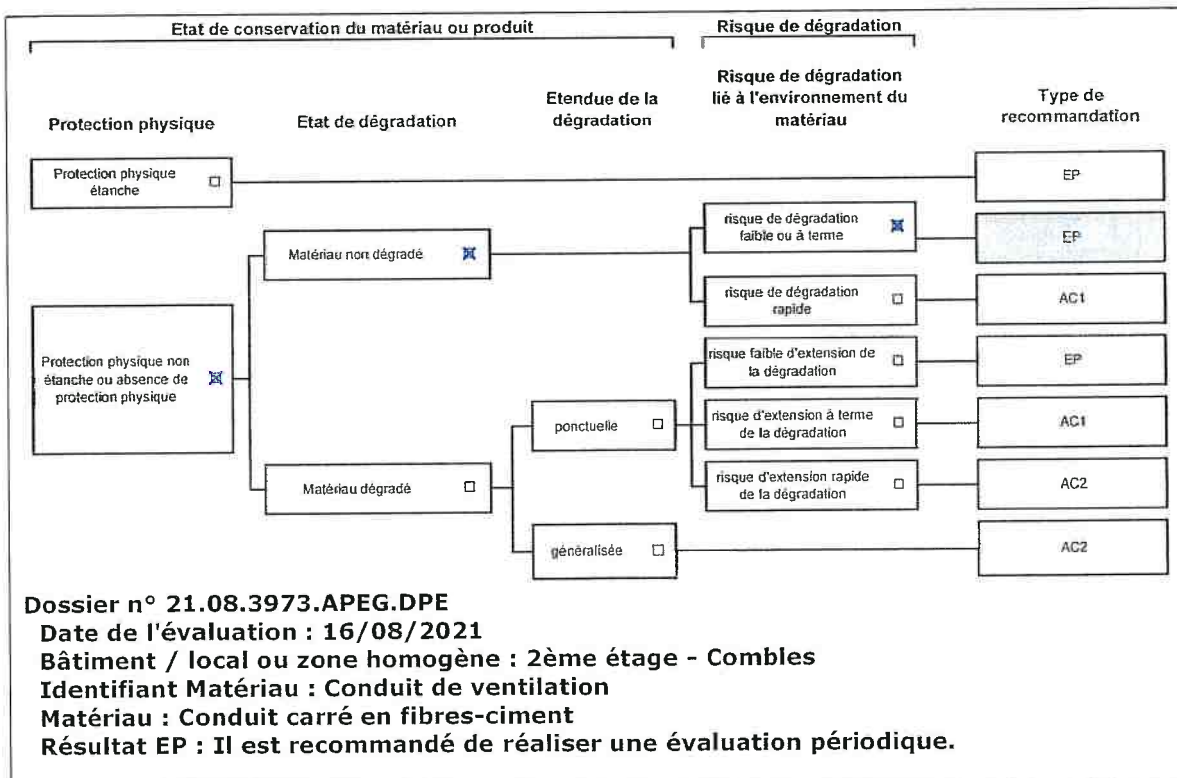 Etat de conservation du matériau ou produit
Risque de dégradation
Protection physique
Etat de dégradation
Etendue de la
dégradation
Risque de dégradation
lié à l'environnement du
matériau
Type de
recommandation
Protection physique
étanche
EP
Protection physique non
étanche ou absence de
protection physique
Matériau non dégradé
risque de dégradation
faible ou à terme
EP
risque de dégradation
rapide
AC1
Matériau dégradé
ponctuelle
risque faible d'extension de
la dégradation
EP
risque d'extension à terme
de la dégradation
AC1
risque d'extension rapide
de la dégradation
AC2
généralisée
AC2
Dossier n° 21.08.3973.APEG.DPE
Date de l'évaluation : 16/08/2021
Bâtiment / local ou zone homogène : 2ème étage - Combles
Identifiant Matériau : Conduit de ventilation
Matériau : Conduit carré en fibres-ciment
Résultat EP : Il est recommandé de réaliser une évaluation périodique.